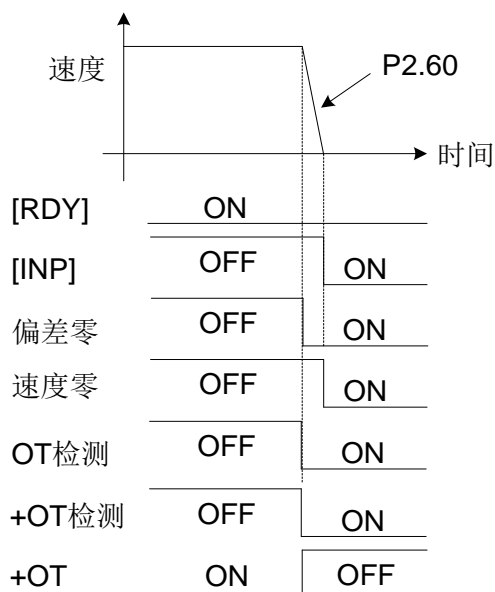 速度
P2.60
时间
[RDY] ON
[INP] OFF ON
偏差零 OFF ON
速度零 OFF ON
OT检测 OFF ON
+OT检测 OFF ON
+OT ON OFF